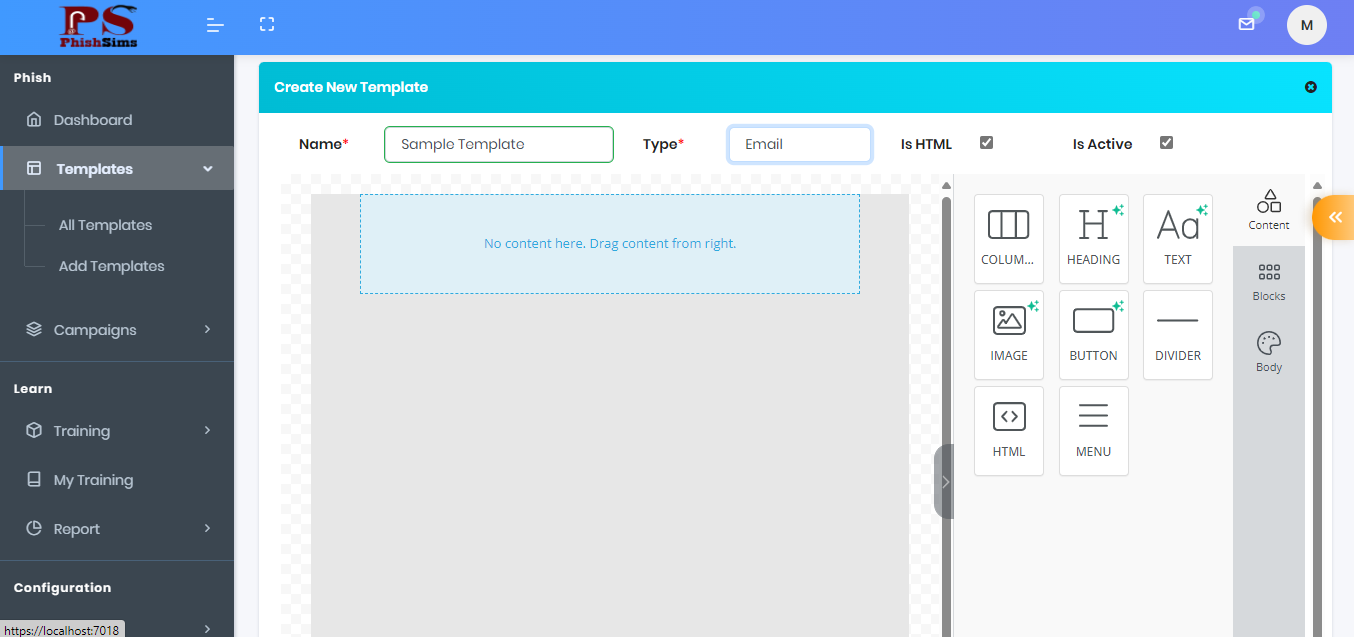 PS
PhishSims
M
Phish
Dashboard
Templates
All Templates
Add Templates
Campaigns
Learn
Training
My Training
Report
Configuration
https://localhost:7018
Create New Template
Name*
Sample Template
Type*
Email
Is HTML
Is Active
No content here. Drag content from right.
COLUM...
HEADING
Aa
TEXT
IMAGE
BUTTON
DIVIDER
HTML
MENU
Content
Blocks
Body